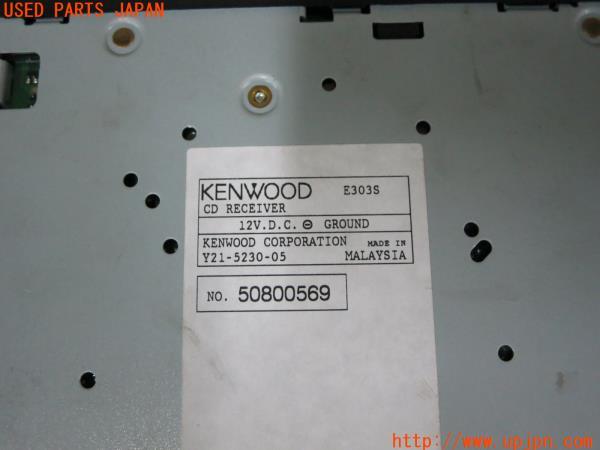 USED PARTS JAPAN
KENWOOD E303S
CD RECEIVER
12V.D.C. ⊖ GROUND
KENWOOD CORPORATION MADE IN
Y21-5230-05 MALAYSIA
NO. 50800569
http://www.upjpn.com